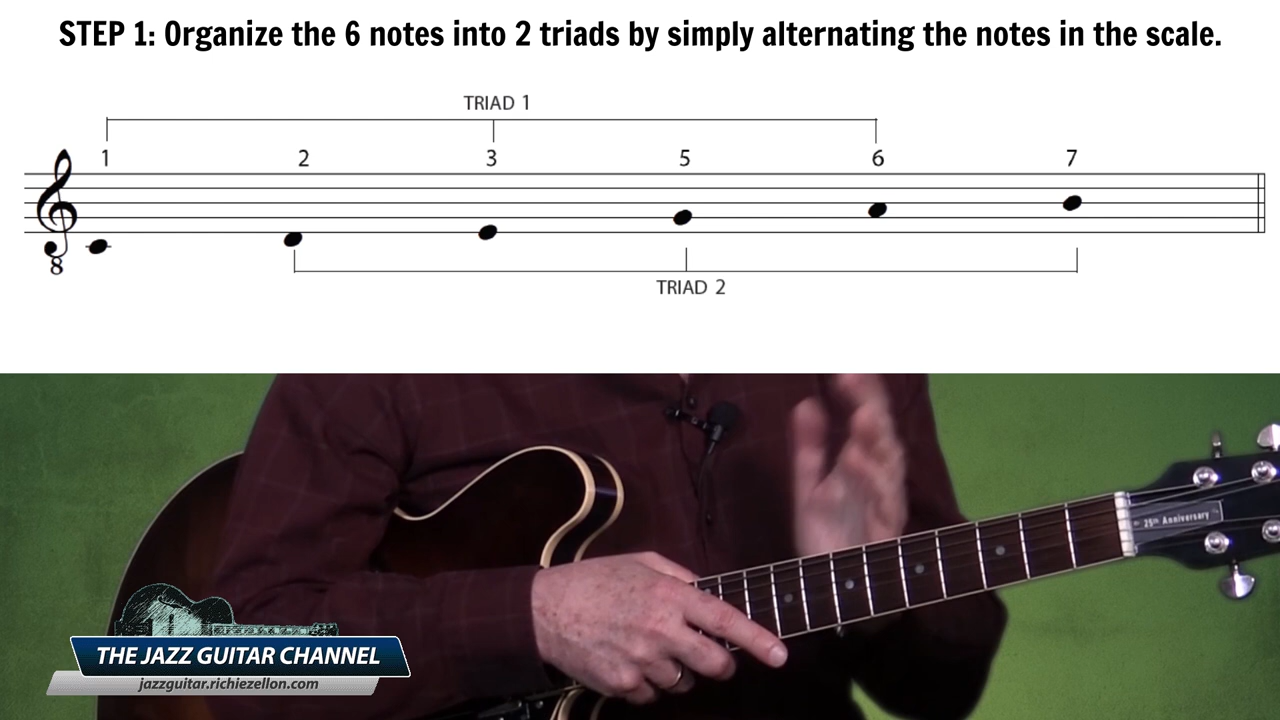 STEP 1: Organize the 6 notes into 2 triads by simply alternating the notes in the scale.
TRIAD 1
1 2 3 5 6 7
8
TRIAD 2
25th Anniversary
THE JAZZ GUITAR CHANNEL
jazzguitar.richiezellon.com